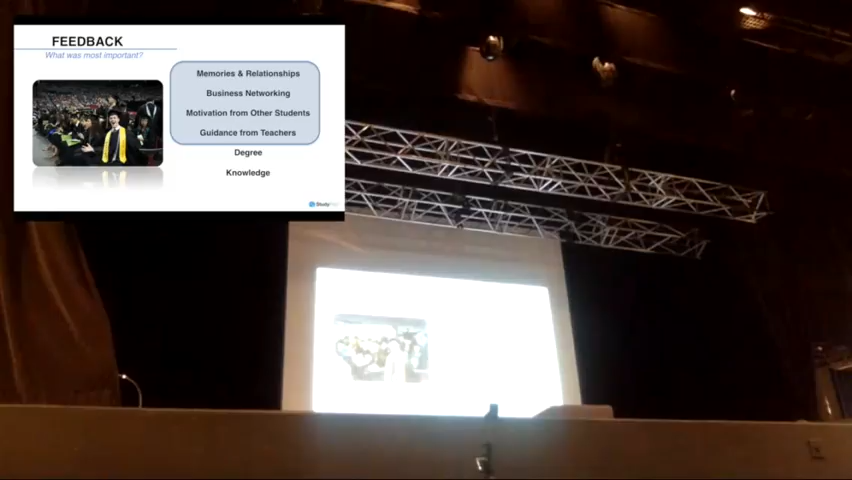 FEEDBACK
What was most important?
Memories & Relationships
Business Networking
Motivation from Other Students
Guidance from Teachers
Degree
Knowledge